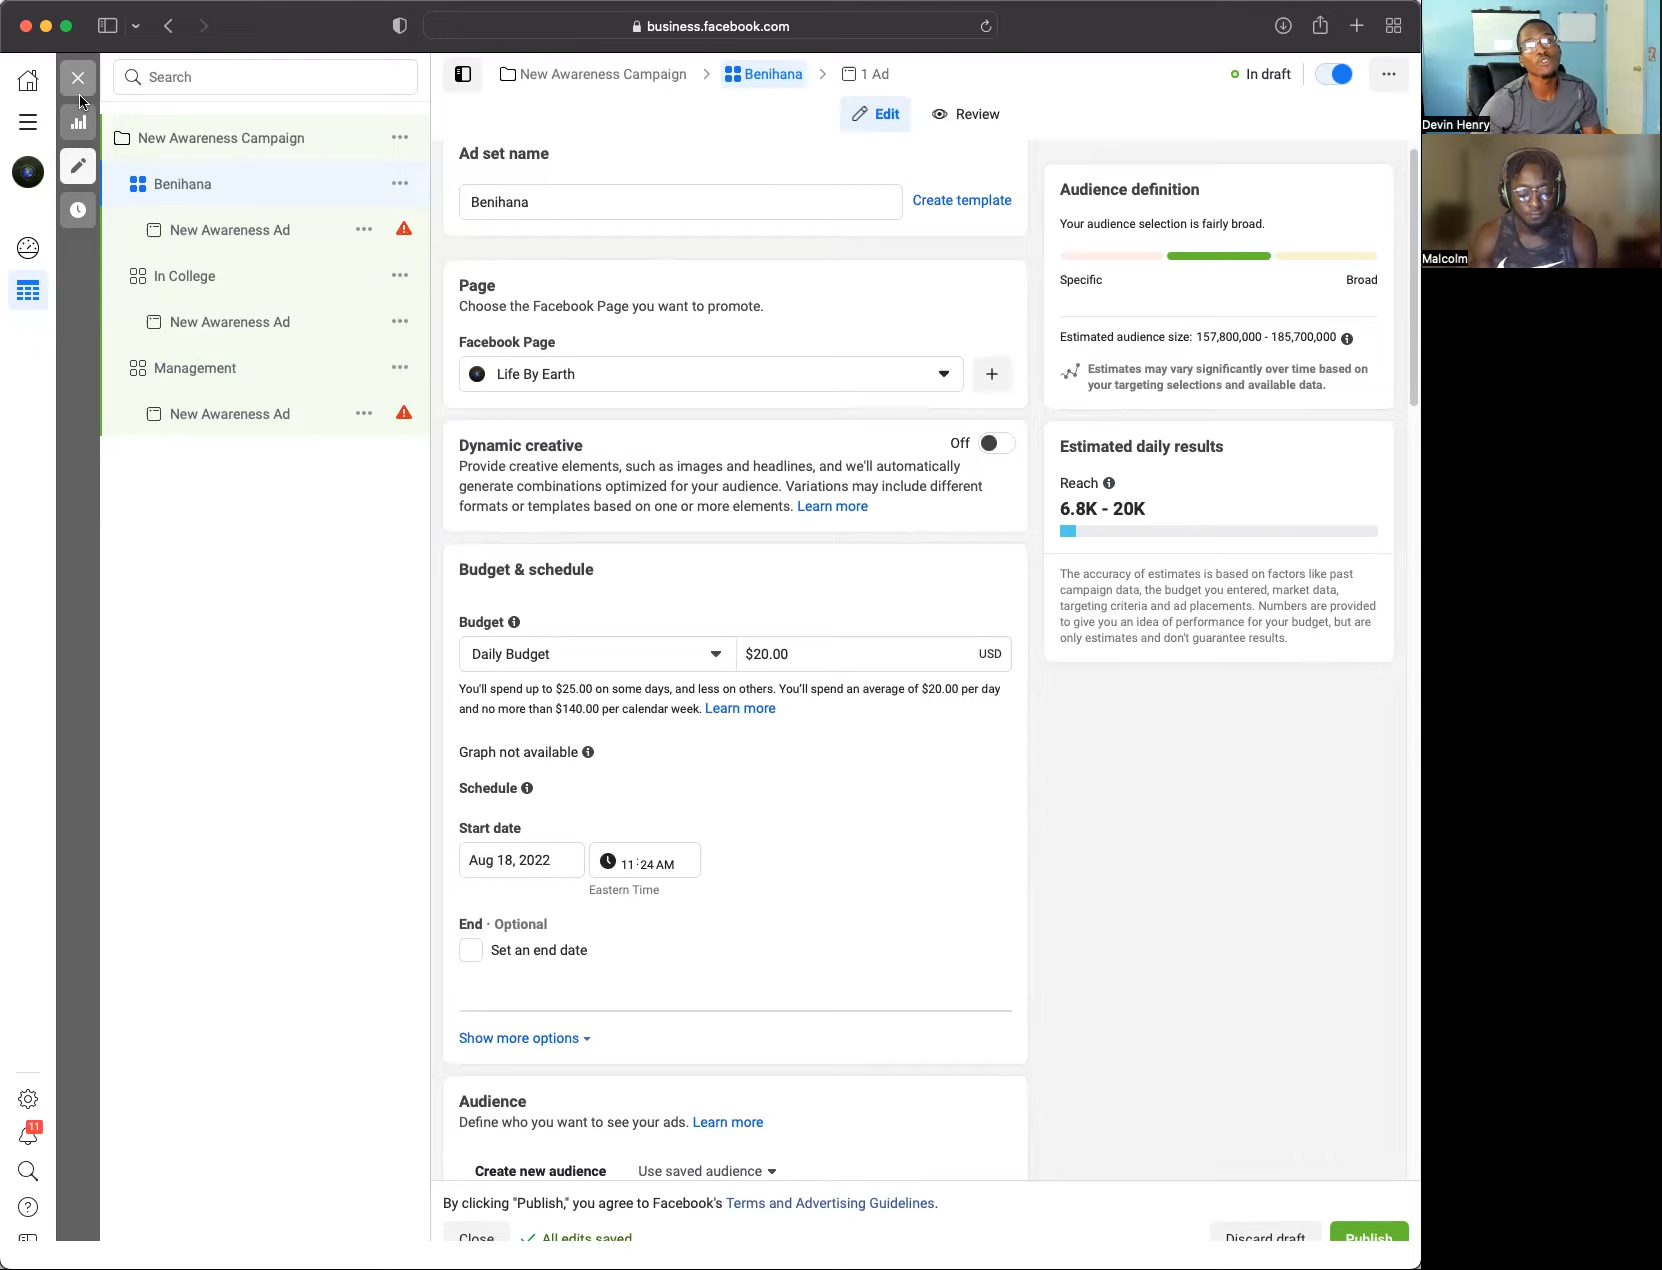 business.facebook.com
Devin Henry
Malcolm
Search
New Awareness Campaign
Benihana
New Awareness Ad
In College
New Awareness Ad
Management
New Awareness Ad
11
New Awareness Campaign
Benihana
1 Ad
In draft
Edit
Review
Ad set name
Benihana
Create template
Page
Choose the Facebook Page you want to promote.
Facebook Page
Life By Earth
Dynamic creative
Off
Provide creative elements, such as images and headlines, and we'll automatically
generate combinations optimized for your audience. Variations may include different
formats or templates based on one or more elements. Learn more
Budget & schedule
Budget
Daily Budget
$20.00
USD
You'll spend up to $25.00 on some days, and less on others. You'll spend an average of $20.00 per day
and no more than $140.00 per calendar week. Learn more
Graph not available
Schedule
Start date
Aug 18, 2022
11:24 AM
Eastern Time
End · Optional
Set an end date
Show more options
Audience
Define who you want to see your ads. Learn more
Create new audience
Use saved audience
Audience definition
Your audience selection is fairly broad.
Specific
Broad
Estimated audience size: 157,800,000 - 185,700,000
Estimates may vary significantly over time based on
your targeting selections and available data.
Estimated daily results
Reach
6.8K - 20K
The accuracy of estimates is based on factors like past
campaign data, the budget you entered, market data,
targeting criteria and ad placements. Numbers are provided
to give you an idea of performance for your budget, but are
only estimates and don't guarantee results.
By clicking "Publish," you agree to Facebook's Terms and Advertising Guidelines.
Close
All edits saved
Discard draft
Publish